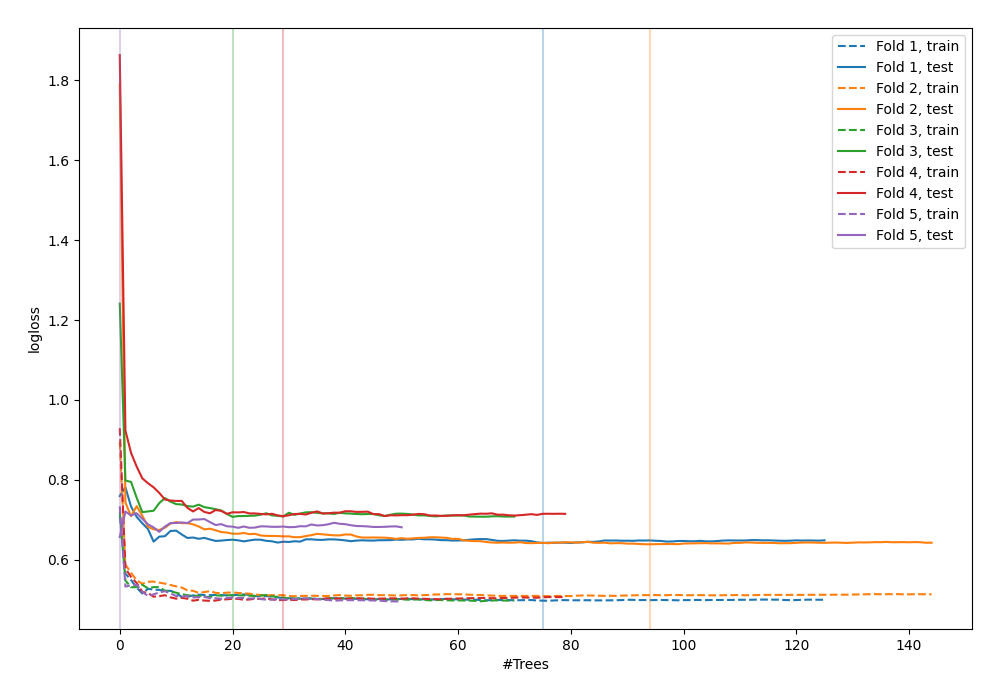 Fold 1, train
Fold 1, test
Fold 2, train
Fold 2, test
Fold 3, train
Fold 3, test
Fold 4, train
Fold 4, test
Fold 5, train
Fold 5, test
logloss
1.8
1.6
1.4
1.2
1.0
0.8
0.6
0 20 40 60 80 100 120 140
#Trees